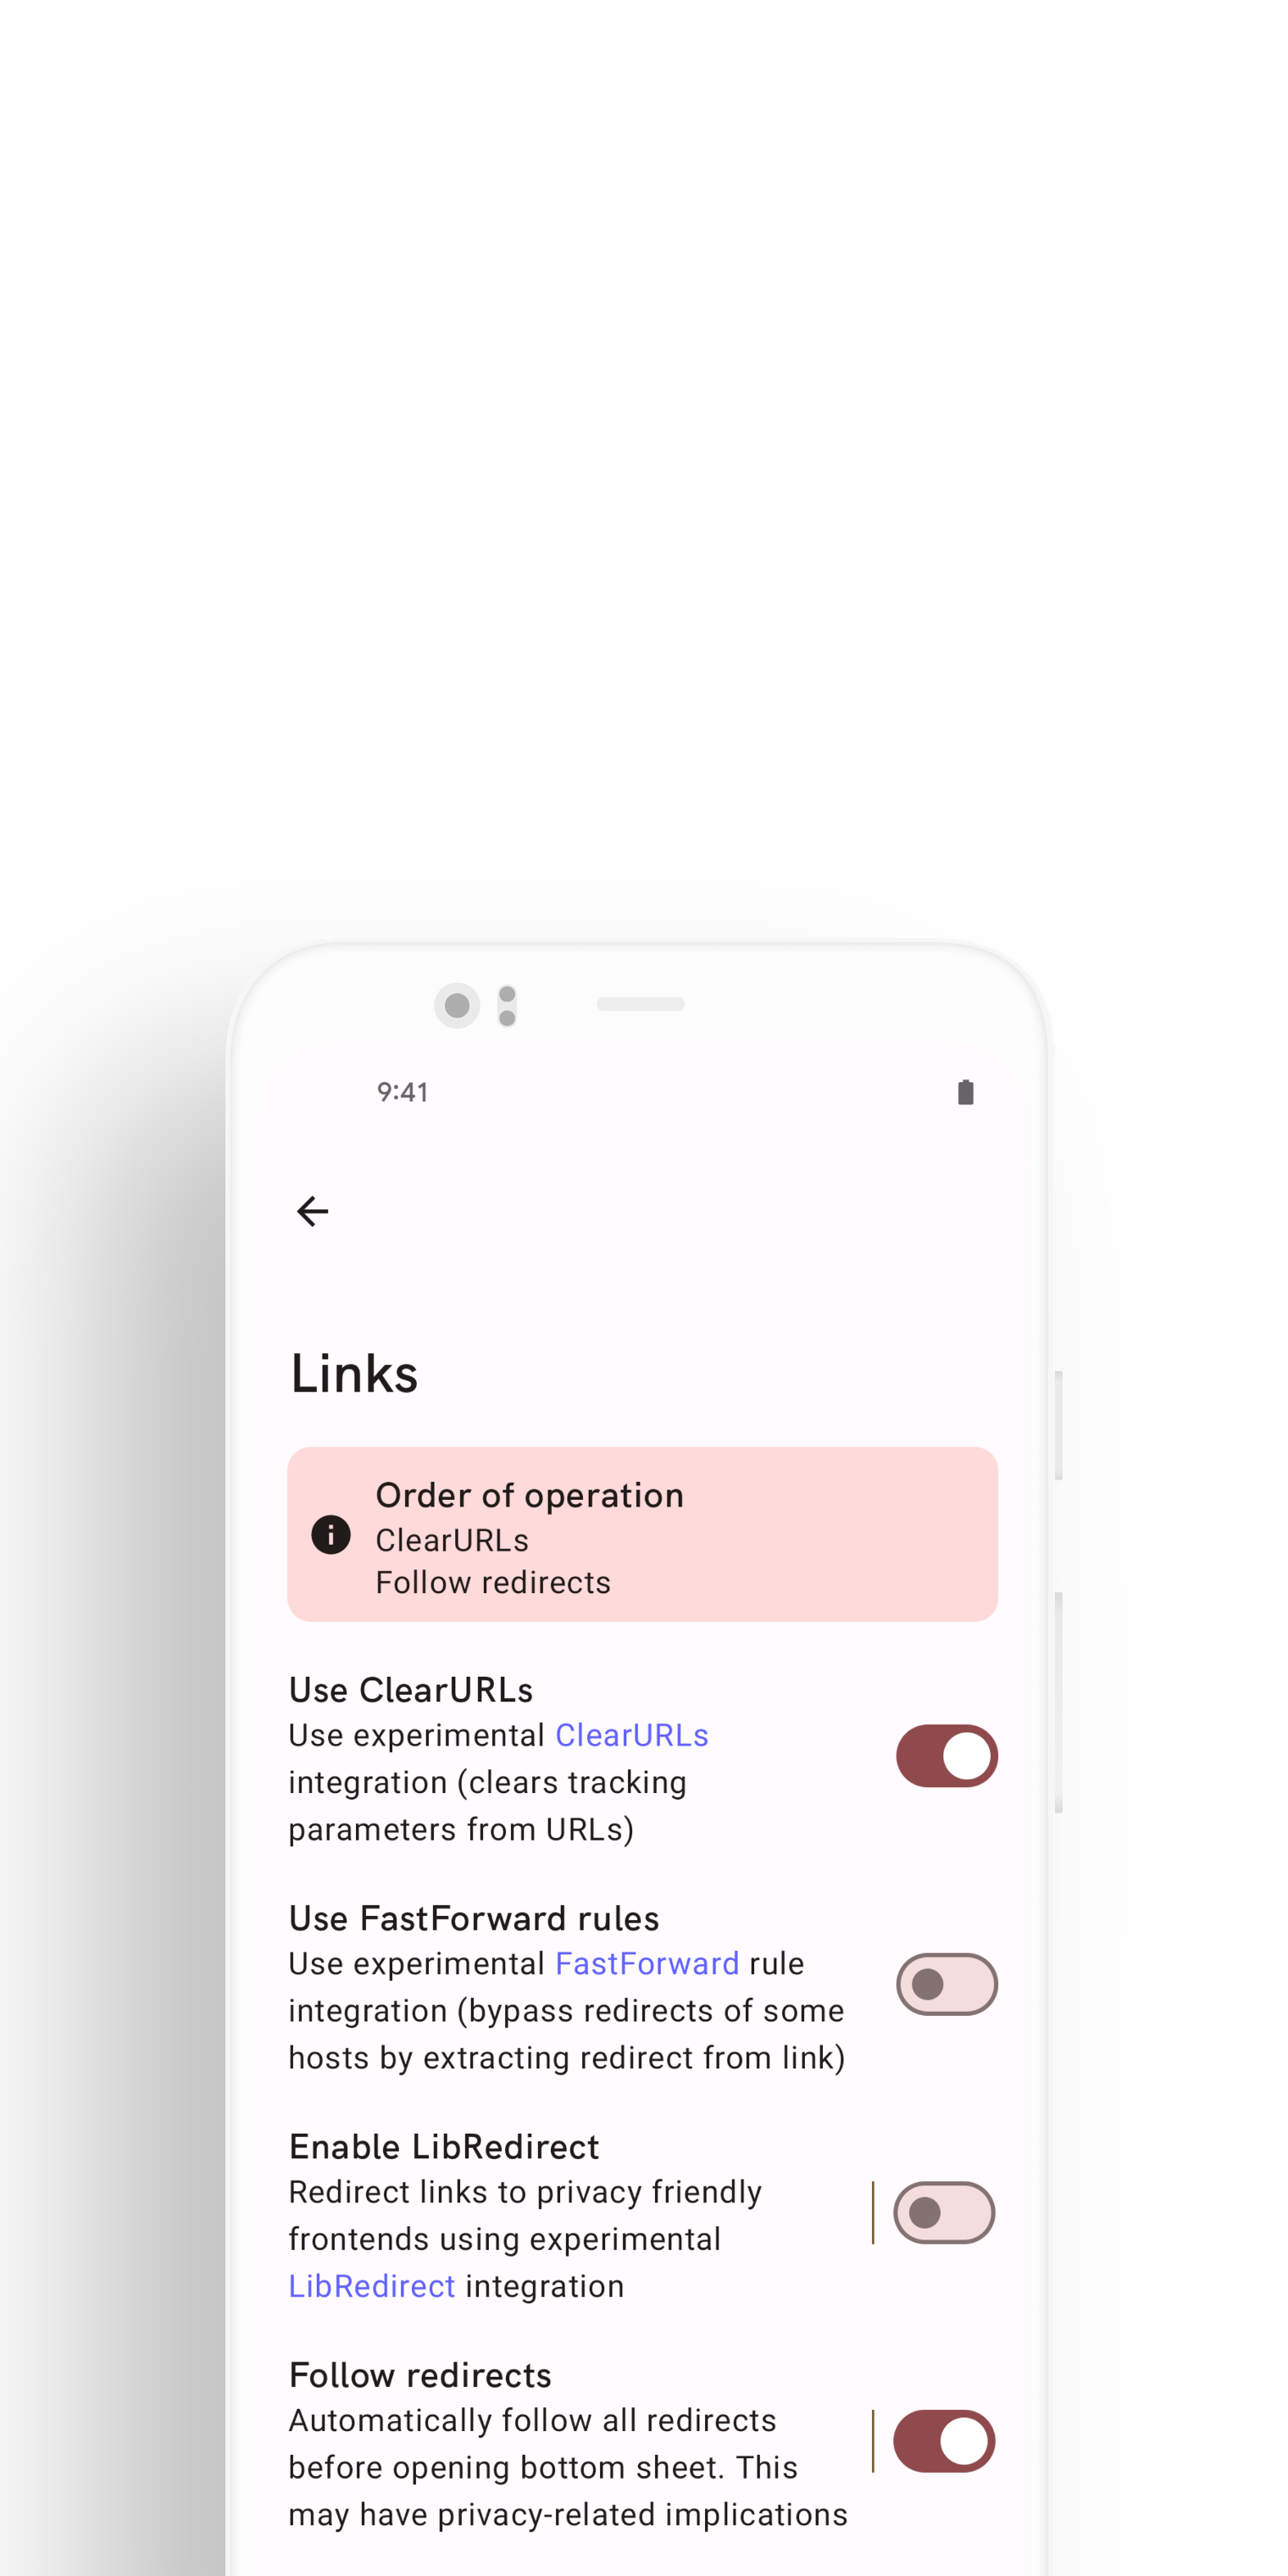 9:41
Links
Order of operation
ClearURLs
Follow redirects
Use ClearURLs
Use experimental ClearURLs
integration (clears tracking
parameters from URLs)
Use FastForward rules
Use experimental FastForward rule
integration (bypass redirects of some
hosts by extracting redirect from link)
Enable LibRedirect
Redirect links to privacy friendly
frontends using experimental
LibRedirect integration
Follow redirects
Automatically follow all redirects
before opening bottom sheet. This
may have privacy-related implications